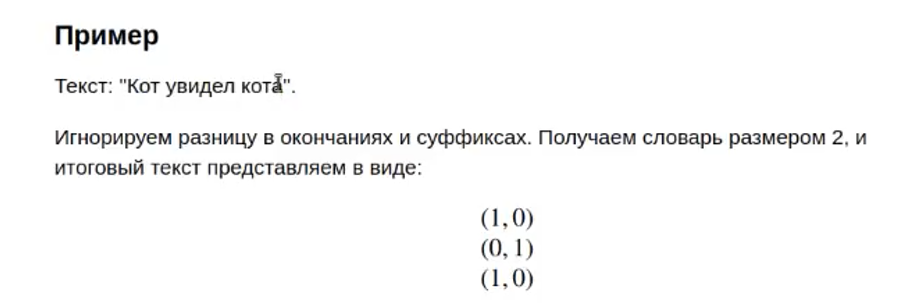 Пример
Текст: "Кот увидел кота".
Игнорируем разницу в окончаниях и суффиксах. Получаем словарь размером 2, и
итоговый текст представляем в виде:
(1, 0)
(0, 1)
(1, 0)